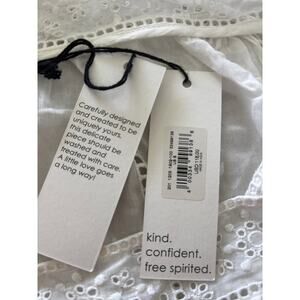 Carefully designed
and created to be
uniquely yours,
this delicate
piece should be
washed and
treated with care.
A little love goes
a long way!
kind.
confident.
free spirited.